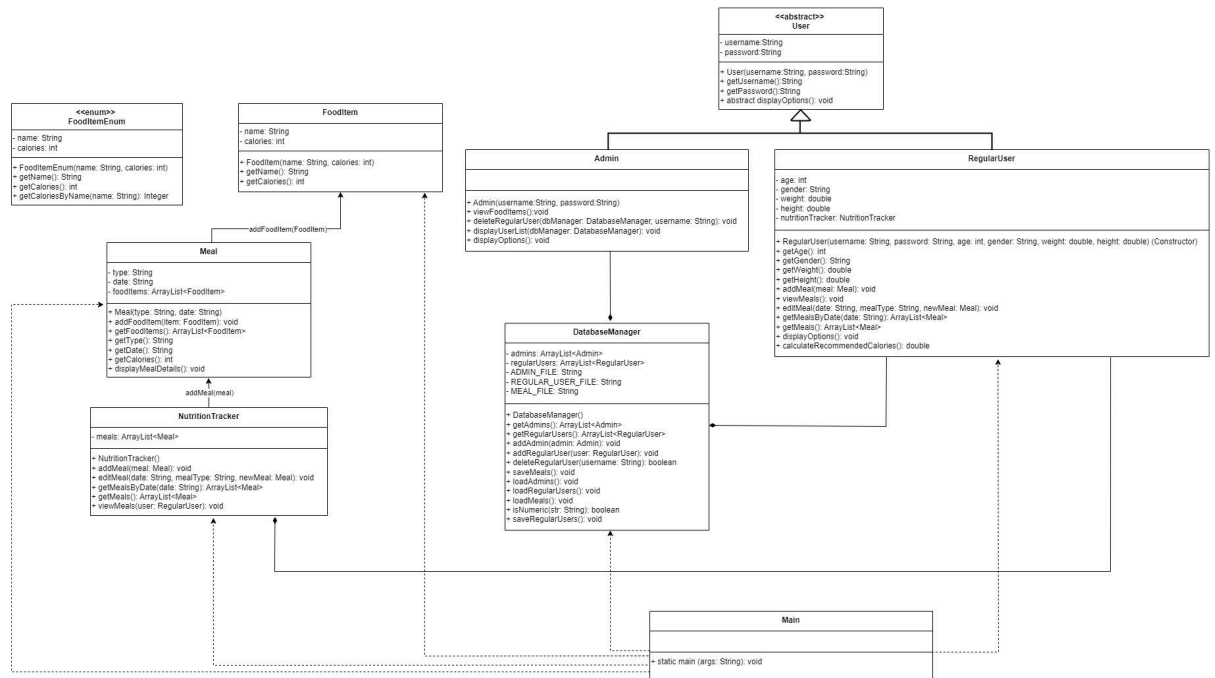 <<abstract>>
User
- username:String
- password:String
+ User(username:String, password:String)
+ getUsername():String
+ getPassword():String
+ abstract displayOptions(): void
<<enum>>
FoodItemEnum
- name: String
- calories: int
+ FoodItemEnum(name: String, calories: int)
+ getName(): String
+ getCalories(): int
+ getCaloriesByName(name: String): Integer
FoodItem
- name: String
- calories: int
+ FoodItem(name: String, calories: int)
+ getName(): String
+ getCalories(): int
Admin
+ Admin(username:String, password:String)
+ viewFoodItems():void
+ deleteRegularUser(dbManager: DatabaseManager, username: String): void
+ displayUserList(dbManager: DatabaseManager): void
+ displayOptions(): void
RegularUser
- age: int
- gender: String
- weight: double
- height: double
- nutritionTracker: NutritionTracker
+ RegularUser(username: String, password: String, age: int, gender: String, weight: double, height: double) (Constructor)
+ getAge(): int
+ getGender(): String
+ getWeight(): double
+ getHeight(): double
+ addMeal(meal: Meal): void
+ viewMeals(): void
+ editMeal(date: String, mealType: String, newMeal: Meal): void
+ getMealsByDate(date: String): ArrayList<Meal>
+ getMeals(): ArrayList<Meal>
+ displayOptions(): void
+ calculateRecommendedCalories(): double
addFoodItem(FoodItem)
Meal
- type: String
- date: String
- foodItems: ArrayList<FoodItem>
+ Meal(type: String, date: String)
+ addFoodItem(item: FoodItem): void
+ getFoodItems(): ArrayList<FoodItem>
+ getType(): String
+ getDate(): String
+ getCalories(): int
+ displayMealDetails(): void
addMeal(meal)
DatabaseManager
- admins: ArrayList<Admin>
- regularUsers: ArrayList<RegularUser>
- ADMIN_FILE: String
- REGULAR_USER_FILE: String
- MEAL_FILE: String
+ DatabaseManager()
+ getAdmins(): ArrayList<Admin>
+ getRegularUsers(): ArrayList<RegularUser>
+ addAdmin(admin: Admin): void
+ addRegularUser(user: RegularUser): void
+ deleteRegularUser(username: String): boolean
+ saveMeals(): void
+ loadAdmins(): void
+ loadRegularUsers(): void
+ loadMeals(): void
+ isNumeric(str: String): boolean
+ saveRegularUsers(): void
NutritionTracker
- meals: ArrayList<Meal>
+ NutritionTracker()
+ addMeal(meal: Meal): void
+ editMeal(date: String, mealType: String, newMeal: Meal): void
+ getMealsByDate(date: String): ArrayList<Meal>
+ getMeals(): ArrayList<Meal>
+ viewMeals(user: RegularUser): void
Main
+ static main (args: String): void